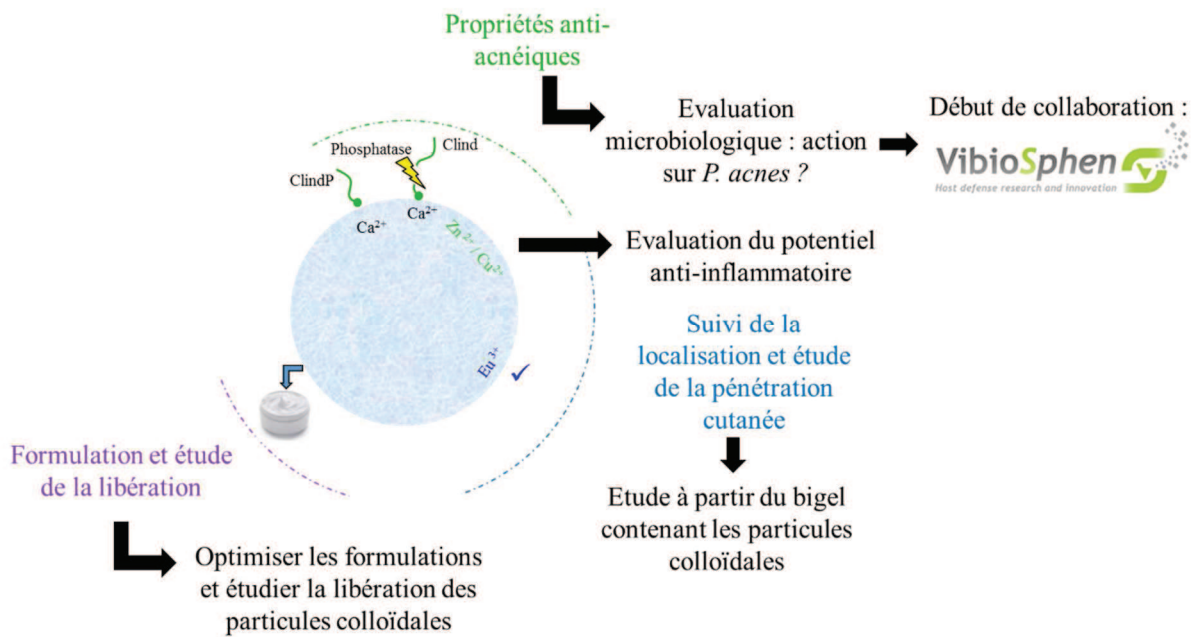 Propriétés anti-
acnéiques
Evaluation
microbiologique : action
sur P. acnes ?
Début de collaboration :
VibioSphen
Host defense research and innovation
Phosphatase
Clind
ClindP
Ca²⁺
Ca²⁺
Zn²⁺ / Cu²⁺
Eu³⁺
Evaluation du potentiel
anti-inflammatoire
Suivi de la
localisation et étude
de la pénétration
cutanée
Etude à partir du bigel
contenant les particules
colloïdales
Formulation et étude
de la libération
Optimiser les formulations
et étudier la libération des
particules colloïdales